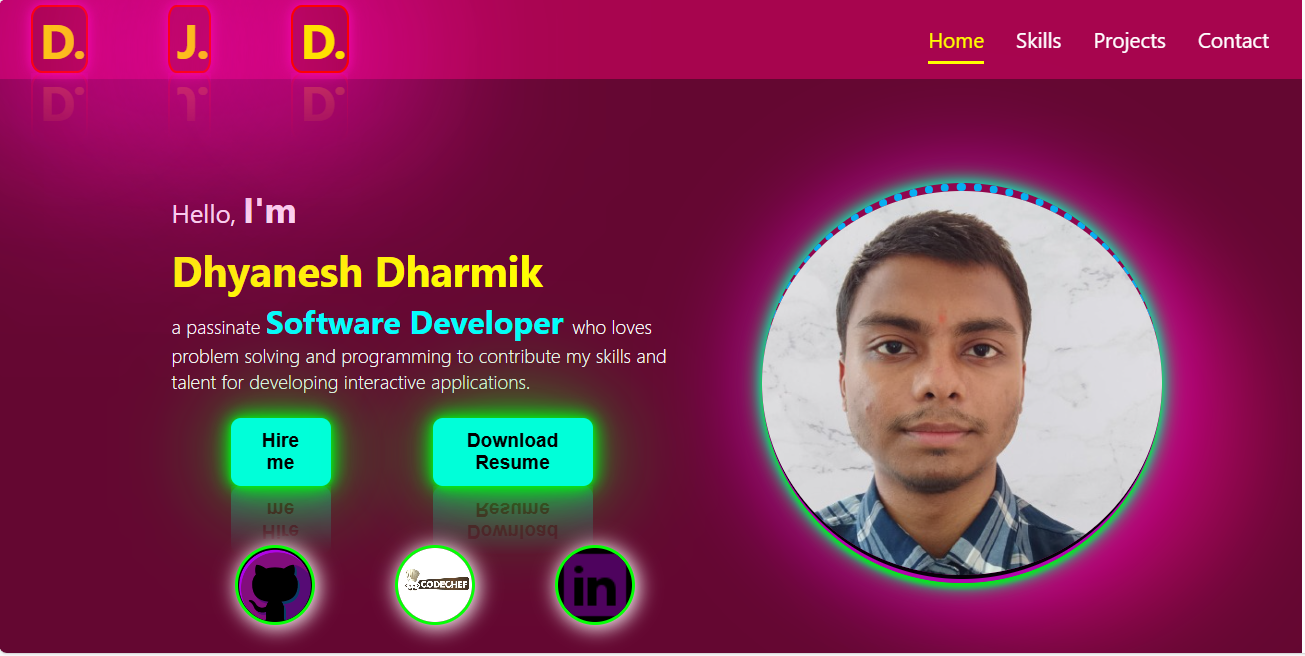 D. J. D.
Home Skills Projects Contact
Hello, I'm
Dhyanesh Dharmik
a passinate Software Developer who loves
problem solving and programming to contribute my skills and
talent for developing interactive applications.
Hire
me
Download
Resume
CODECHEF
in